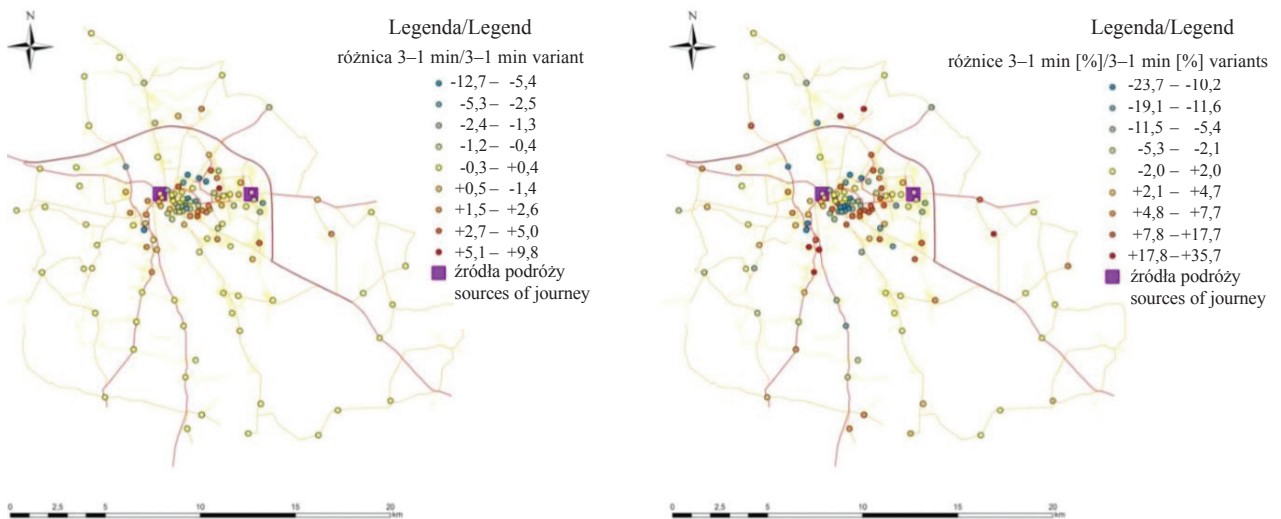 Legenda/Legend
różnica 3–1 min/3–1 min variant
-12,7 – -5,4
-5,3 – -2,5
-2,4 – -1,3
-1,2 – -0,4
-0,3 – +0,4
+0,5 – -1,4
+1,5 – +2,6
+2,7 – +5,0
+5,1 – +9,8
źródła podróży
sources of journey
N
0 2,5 5 10 15 20
km
Legenda/Legend
różnice 3–1 min [%]/3–1 min [%] variants
-23,7 – -10,2
-19,1 – -11,6
-11,5 – -5,4
-5,3 – -2,1
-2,0 – +2,0
+2,1 – +4,7
+4,8 – +7,7
+7,8 – +17,7
+17,8 – +35,7
źródła podróży
sources of journey
N
0 2,5 5 10 15 20
km